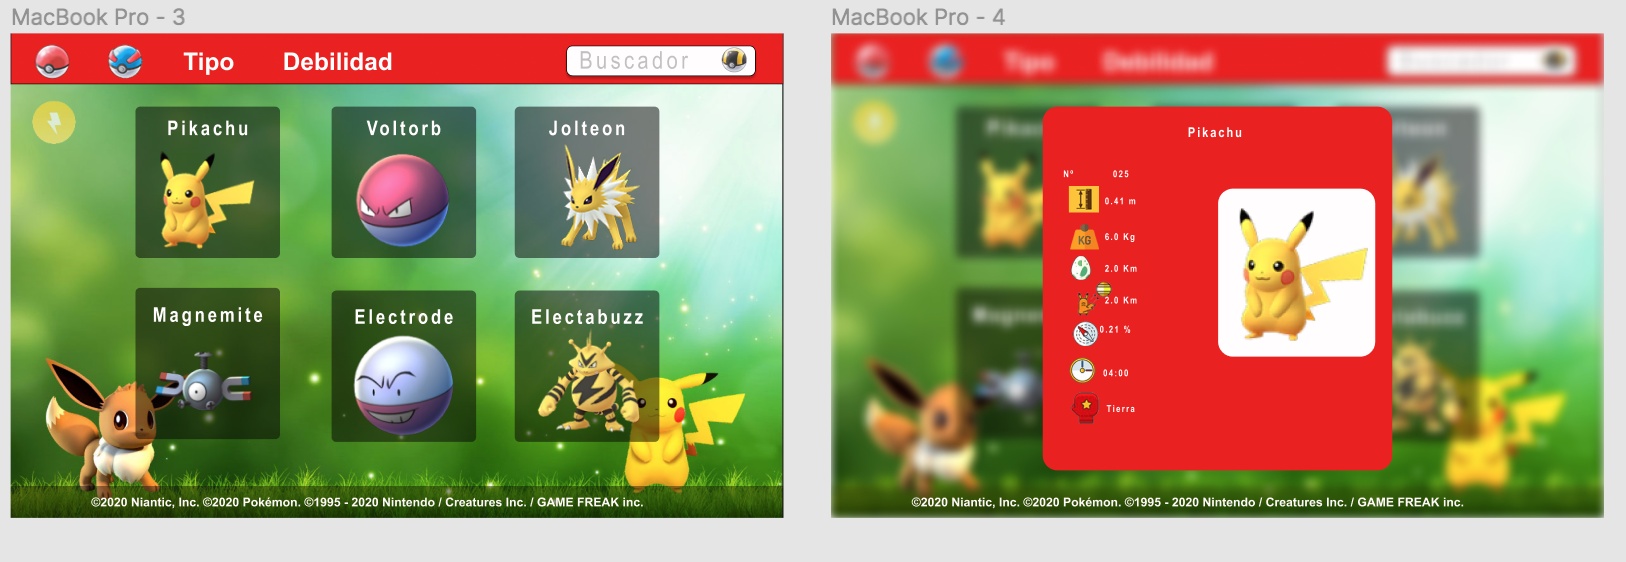 MacBook Pro - 3
Tipo
Debilidad
Buscador
Pikachu
Voltorb
Jolteon
Magnemite
Electrode
Electabuzz
©2020 Niantic, Inc. ©2020 Pokémon. ©1995 - 2020 Nintendo / Creatures Inc. / GAME FREAK inc.
MacBook Pro - 4
Tipo
Debilidad
Pikachu
Nº 025
0.41 m
KG
6.0 Kg
2.0 Km
2.0 Km
0.21 %
04:00
Tierra
©2020 Niantic, Inc. ©2020 Pokémon. ©1995 - 2020 Nintendo / Creatures Inc. / GAME FREAK inc.